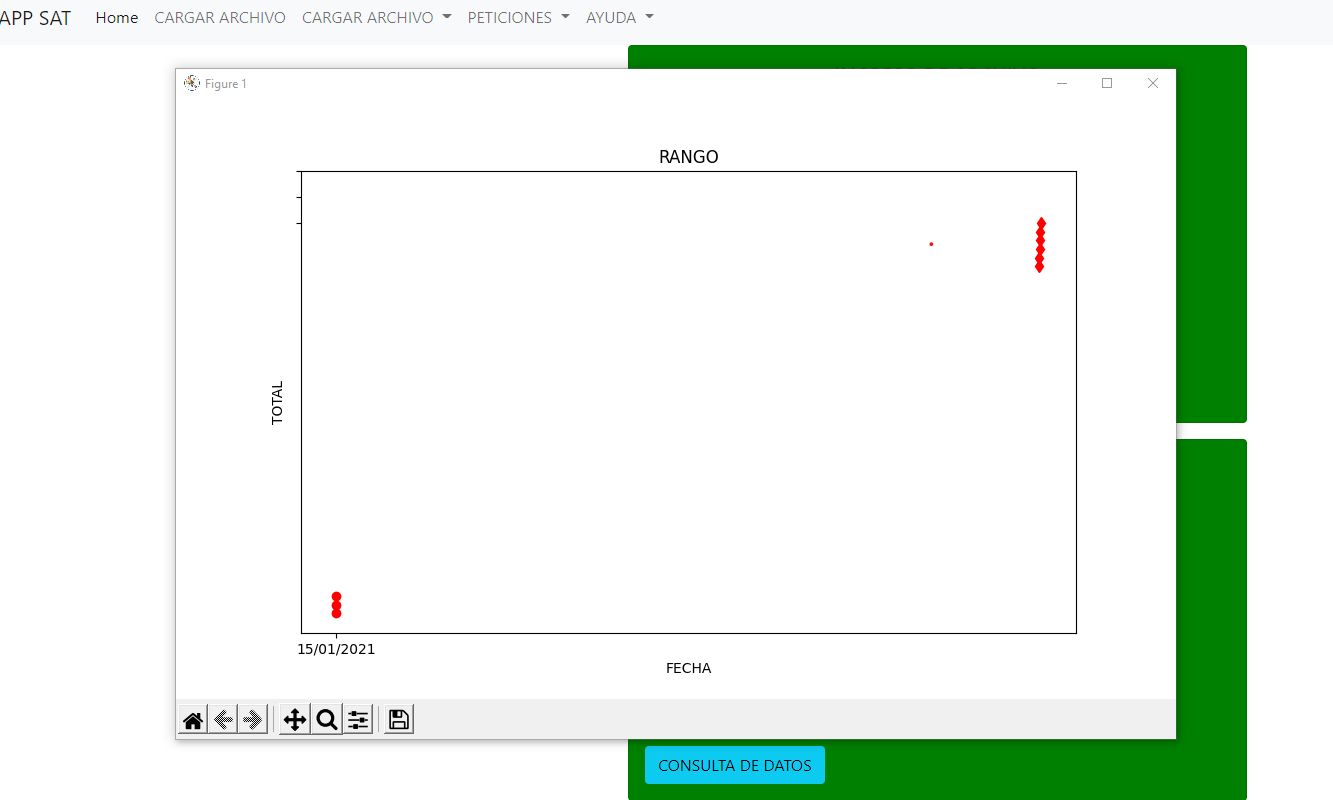 APP SAT Home CARGAR ARCHIVO CARGAR ARCHIVO PETICIONES AYUDA
Figure 1
RANGO
TOTAL
15/01/2021
FECHA
CONSULTA DE DATOS